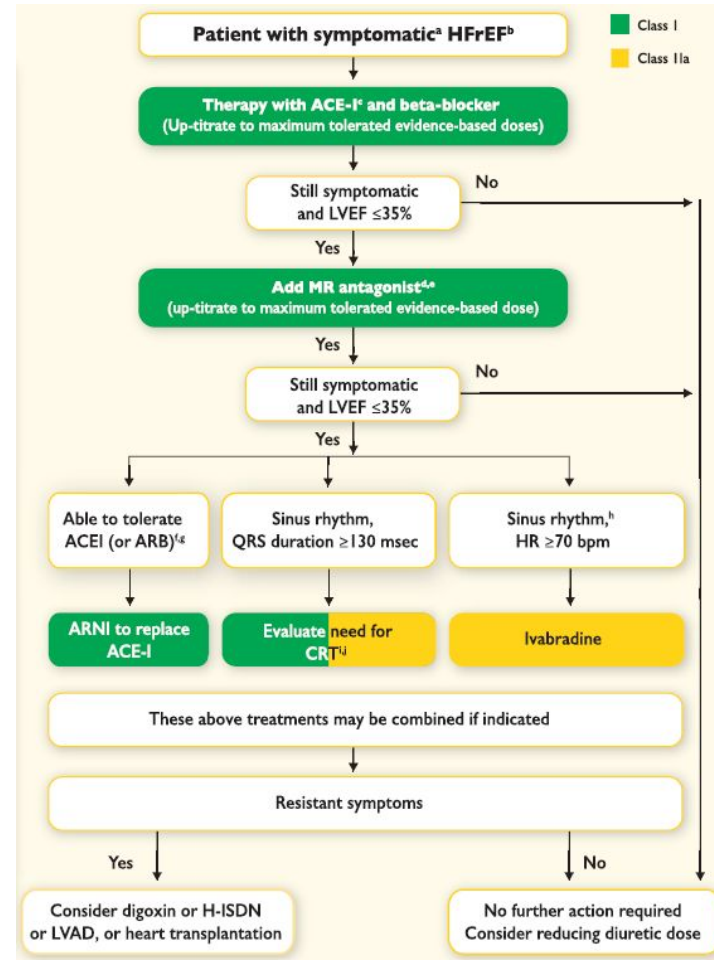 Patient with symptomaticᵃ HFrEFᵇ
Class I
Class IIa
Therapy with ACE-Iᶜ and beta-blocker
(Up-titrate to maximum tolerated evidence-based doses)
Still symptomatic
and LVEF ≤35%
No
Yes
Add MR antagonistᵈ,ᵉ
(up-titrate to maximum tolerated evidence-based dose)
Yes
Still symptomatic
and LVEF ≤35%
No
Yes
Able to tolerate
ACEI (or ARB)ᶠ,ᵍ
Sinus rhythm,
QRS duration ≥130 msec
Sinus rhythm,ʰ
HR ≥70 bpm
ARNI to replace
ACE-I
Evaluate need for
CRTⁱ,ʲ
Ivabradine
These above treatments may be combined if indicated
Resistant symptoms
Yes
No
Consider digoxin or H-ISDN
or LVAD, or heart transplantation
No further action required
Consider reducing diuretic dose